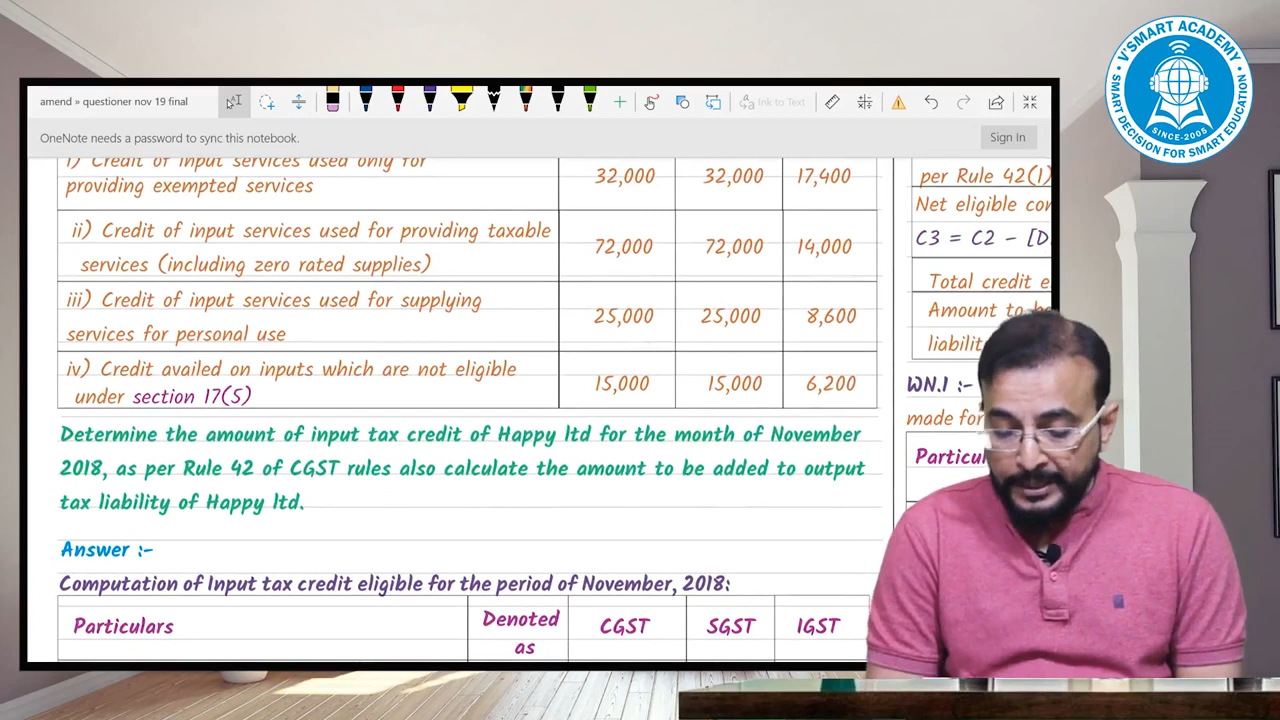 V'SMART ACADEMY
SMART DECISION FOR SMART EDUCATION
SINCE-2005
amend » questioner nov 19 final
Ink to Text
OneNote needs a password to sync this notebook.
Sign In
i) Credit of input services used only for
providing exempted services
32,000 32,000 17,400
ii) Credit of input services used for providing taxable
services (including zero rated supplies)
72,000 72,000 14,000
iii) Credit of input services used for supplying
services for personal use
25,000 25,000 8,600
iv) Credit availed on inputs which are not eligible
under section 17(5)
15,000 15,000 6,200
Determine the amount of input tax credit of Happy ltd for the month of November
2018, as per Rule 42 of CGST rules also calculate the amount to be added to output
tax liability of Happy ltd.
Answer :-
Computation of Input tax credit eligible for the period of November, 2018:
Particulars Denoted as CGST SGST IGST
per Rule 42(1)
Net eligible
C3 = C2 – [D
Total credit
Amount to
WN.1 :-
made for